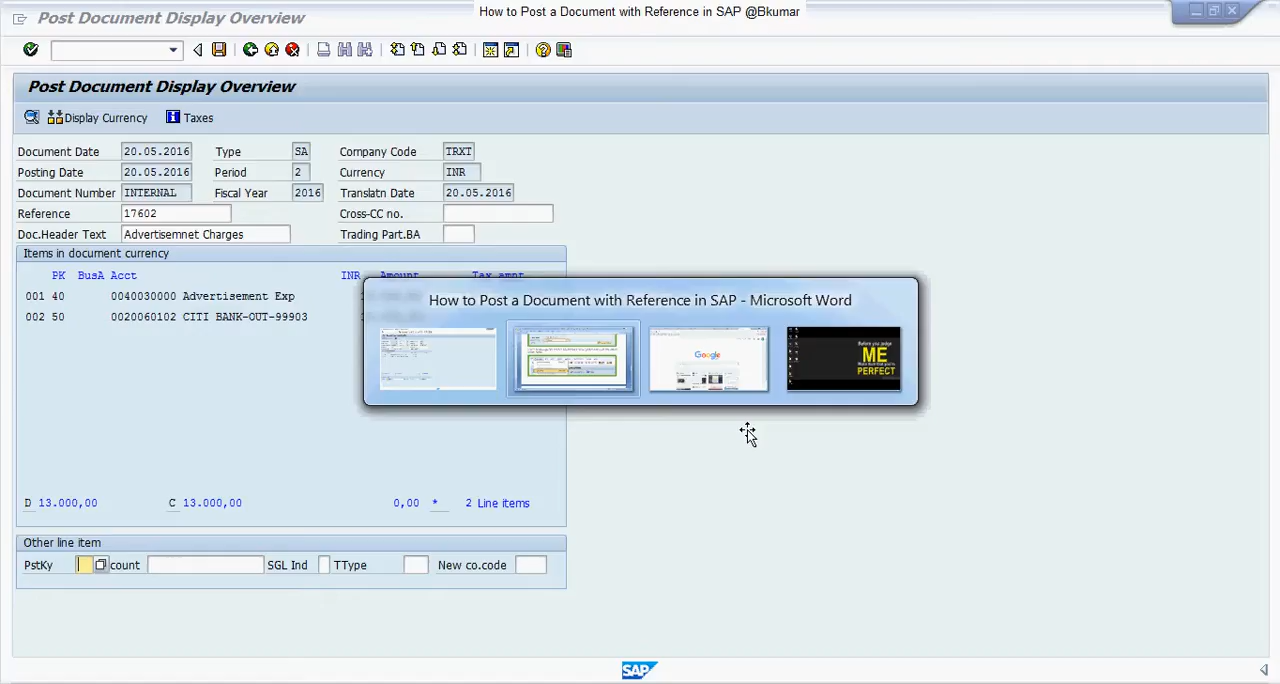 How to Post a Document with Reference in SAP @Bkumar
Post Document Display Overview
Post Document Display Overview
Display Currency Taxes
Document Date 20.05.2016 Type SA Company Code TRXT
Posting Date 20.05.2016 Period 2 Currency INR
Document Number INTERNAL Fiscal Year 2016 Translatn Date 20.05.2016
Reference 17602 Cross-CC no.
Doc.Header Text Advertisemnet Charges Trading Part.BA
Items in document currency
PK BusA Acct INR Amount Tax amnt
001 40 0040030000 Advertisement Exp
002 50 0020060102 CITI BANK-OUT-99903
How to Post a Document with Reference in SAP - Microsoft Word
Google
Before you judge
ME
PERFECT
D 13.000,00 C 13.000,00 0,00 * 2 Line items
Other line item
PstKy count SGL Ind TType New co.code
SAP